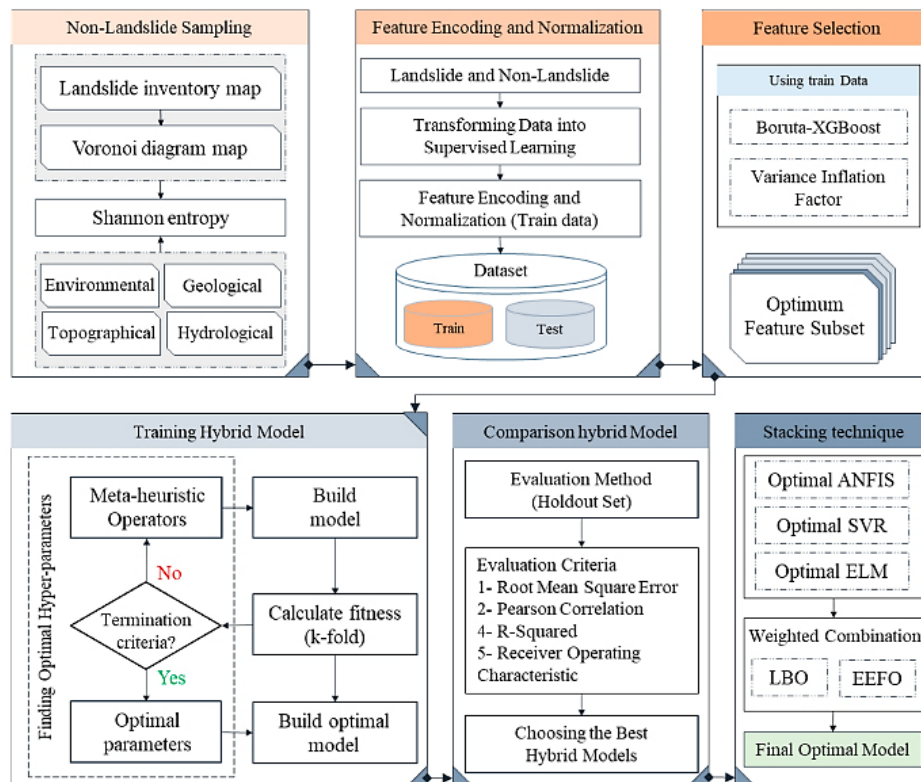 Non-Landslide Sampling
Landslide inventory map
Voronoi diagram map
Shannon entropy
Environmental
Geological
Topographical
Hydrological
Feature Encoding and Normalization
Landslide and Non-Landslide
Transforming Data into
Supervised Learning
Feature Encoding and
Normalization (Train data)
Dataset
Train
Test
Feature Selection
Using train Data
Boruta-XGBoost
Variance Inflation
Factor
Optimum
Feature Subset
Training Hybrid Model
Finding Optimal Hyper-parameters
Meta-heuristic
Operators
Build
model
No
Termination
criteria?
Calculate fitness
(k-fold)
Yes
Optimal
parameters
Build optimal
model
Comparison hybrid Model
Evaluation Method
(Holdout Set)
Evaluation Criteria
1- Root Mean Square Error
2- Pearson Correlation
4- R-Squared
5- Receiver Operating
Characteristic
Choosing the Best
Hybrid Models
Stacking technique
Optimal ANFIS
Optimal SVR
Optimal ELM
Weighted Combination
LBO
EEFO
Final Optimal Model